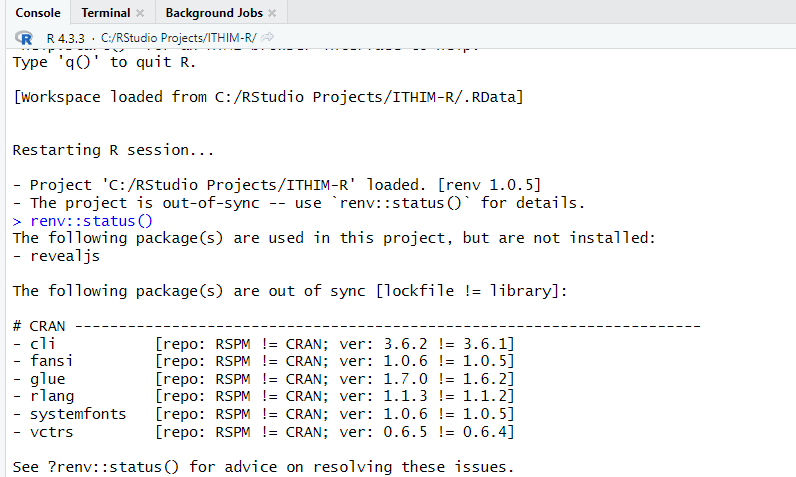 Console Terminal Background Jobs
R 4.3.3 · C:/RStudio Projects/ITHIM-R/
Type 'q()' to quit R.
[Workspace loaded from C:/RStudio Projects/ITHIM-R/.RData]
Restarting R session...
- Project 'C:/RStudio Projects/ITHIM-R' loaded. [renv 1.0.5]
- The project is out-of-sync -- use `renv::status()` for details.
> renv::status()
The following package(s) are used in this project, but are not installed:
- revealjs
The following package(s) are out of sync [lockfile != library]:
# CRAN -----------------------------------------------------------------------
- cli [repo: RSPM != CRAN; ver: 3.6.2 != 3.6.1]
- fansi [repo: RSPM != CRAN; ver: 1.0.6 != 1.0.5]
- glue [repo: RSPM != CRAN; ver: 1.7.0 != 1.6.2]
- rlang [repo: RSPM != CRAN; ver: 1.1.3 != 1.1.2]
- systemfonts [repo: RSPM != CRAN; ver: 1.0.6 != 1.0.5]
- vctrs [repo: RSPM != CRAN; ver: 0.6.5 != 0.6.4]
See ?renv::status() for advice on resolving these issues.